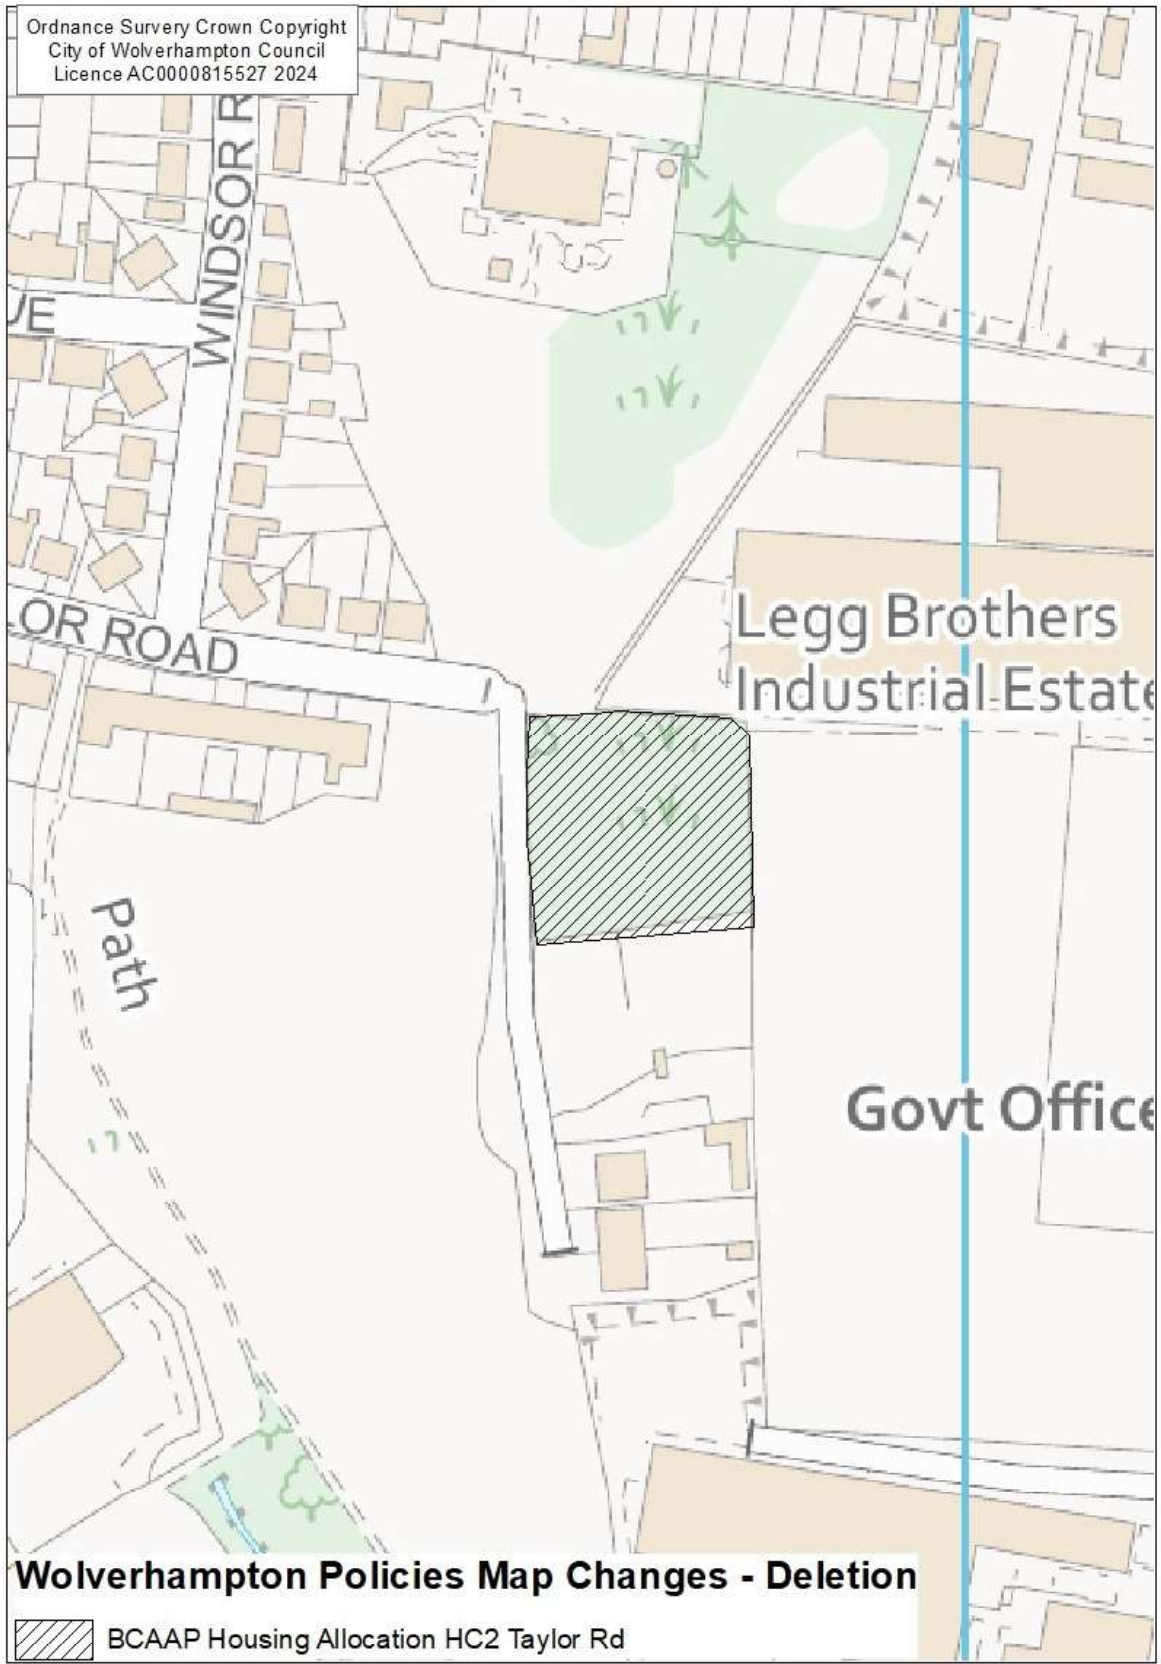 Ordnance Survery Crown Copyright
City of Wolverhampton Council
Licence AC0000815527 2024
WINDSOR R
UE
LOR ROAD
Legg Brothers
Industrial Estate
Path
Govt Office
Wolverhampton Policies Map Changes - Deletion
BCAAP Housing Allocation HC2 Taylor Rd